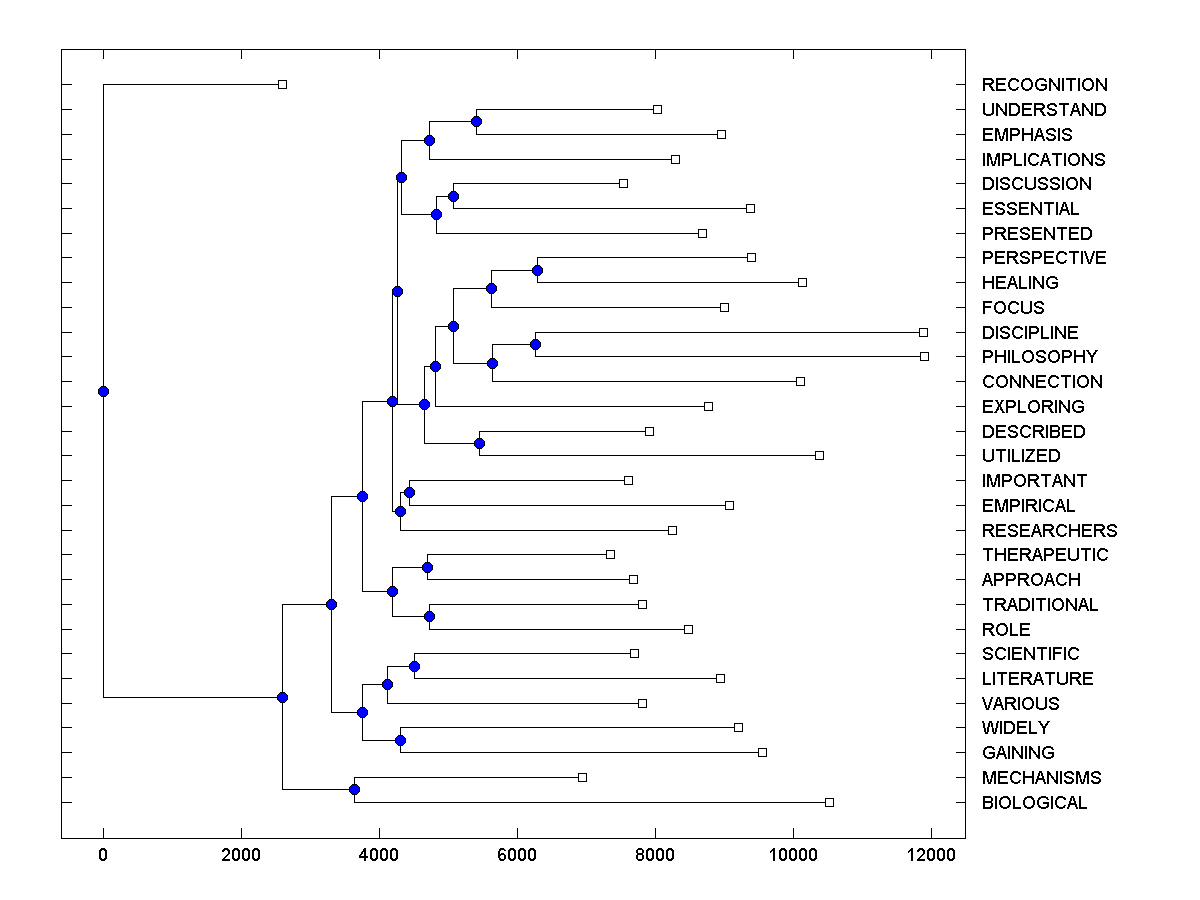 RECOGNITION
UNDERSTAND
EMPHASIS
IMPLICATIONS
DISCUSSION
ESSENTIAL
PRESENTED
PERSPECTIVE
HEALING
FOCUS
DISCIPLINE
PHILOSOPHY
CONNECTION
EXPLORING
DESCRIBED
UTILIZED
IMPORTANT
EMPIRICAL
RESEARCHERS
THERAPEUTIC
APPROACH
TRADITIONAL
ROLE
SCIENTIFIC
LITERATURE
VARIOUS
WIDELY
GAINING
MECHANISMS
BIOLOGICAL
0 2000 4000 6000 8000 10000 12000